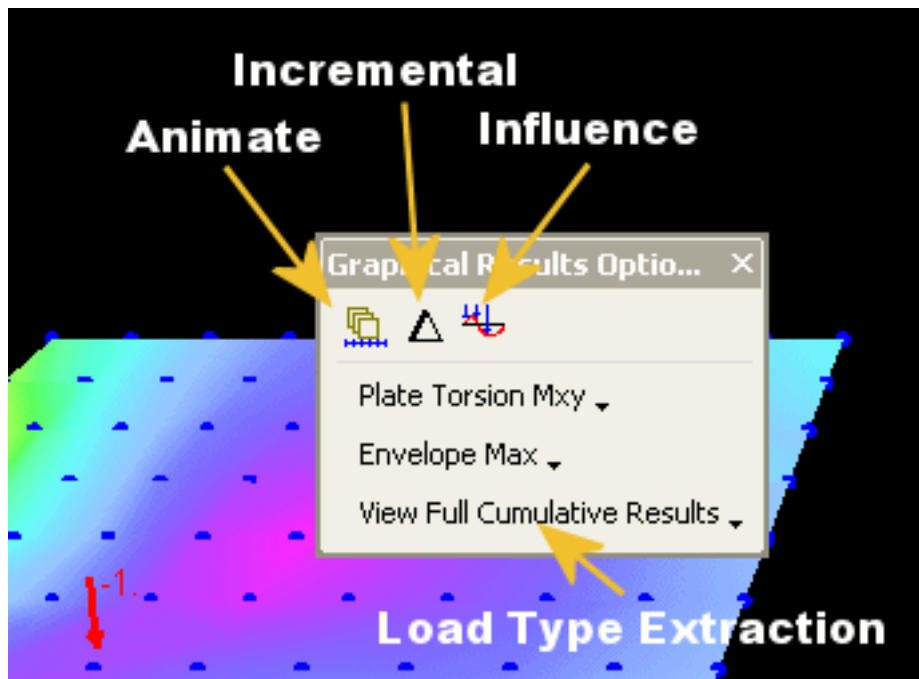 Incremental
Animate
Influence
Graphical Results Optio...
Plate Torsion Mxy
Envelope Max
View Full Cumulative Results
-1.
Load Type Extraction